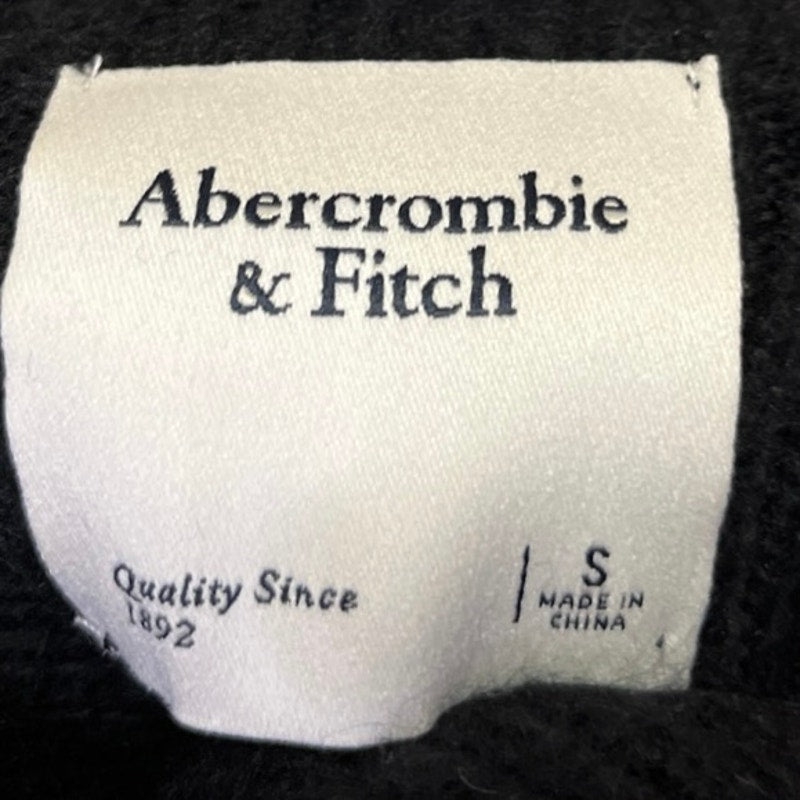 Abercrombie
& Fitch
Quality Since
1892
S
MADE IN
CHINA